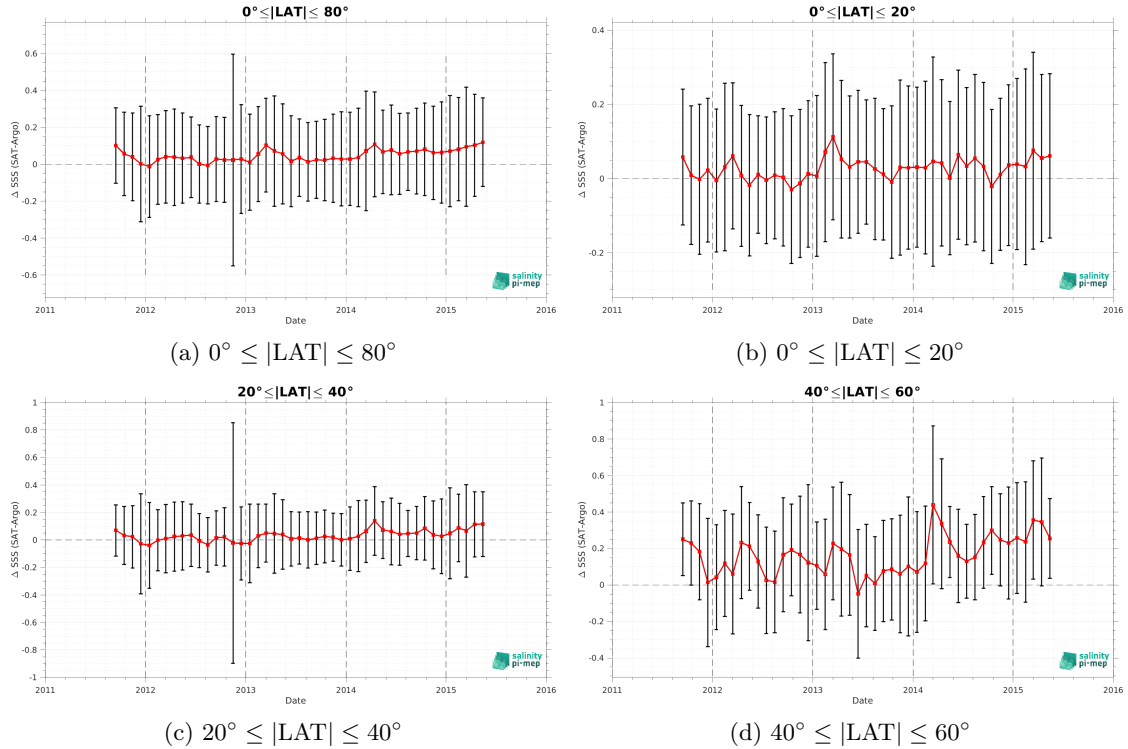 0°≤|LAT|≤ 80°
Δ SSS (SAT-Argo)
0.6
0.4
0.2
0
-0.2
-0.4
-0.6
2011
2012
2013
2014
2015
2016
Date
salinity
pi-mep
(a) 0° ≤ |LAT| ≤ 80°
0°≤|LAT|≤ 20°
Δ SSS (SAT-Argo)
0.4
0.2
0
-0.2
2011
2012
2013
2014
2015
2016
Date
salinity
pi-mep
(b) 0° ≤ |LAT| ≤ 20°
20°≤|LAT|≤ 40°
Δ SSS (SAT-Argo)
1
0.8
0.6
0.4
0.2
0
-0.2
-0.4
-0.6
-0.8
-1
2011
2012
2013
2014
2015
2016
Date
salinity
pi-mep
(c) 20° ≤ |LAT| ≤ 40°
40°≤|LAT|≤ 60°
Δ SSS (SAT-Argo)
1
0.8
0.6
0.4
0.2
0
-0.2
-0.4
2011
2012
2013
2014
2015
2016
Date
salinity
pi-mep
(d) 40° ≤ |LAT| ≤ 60°